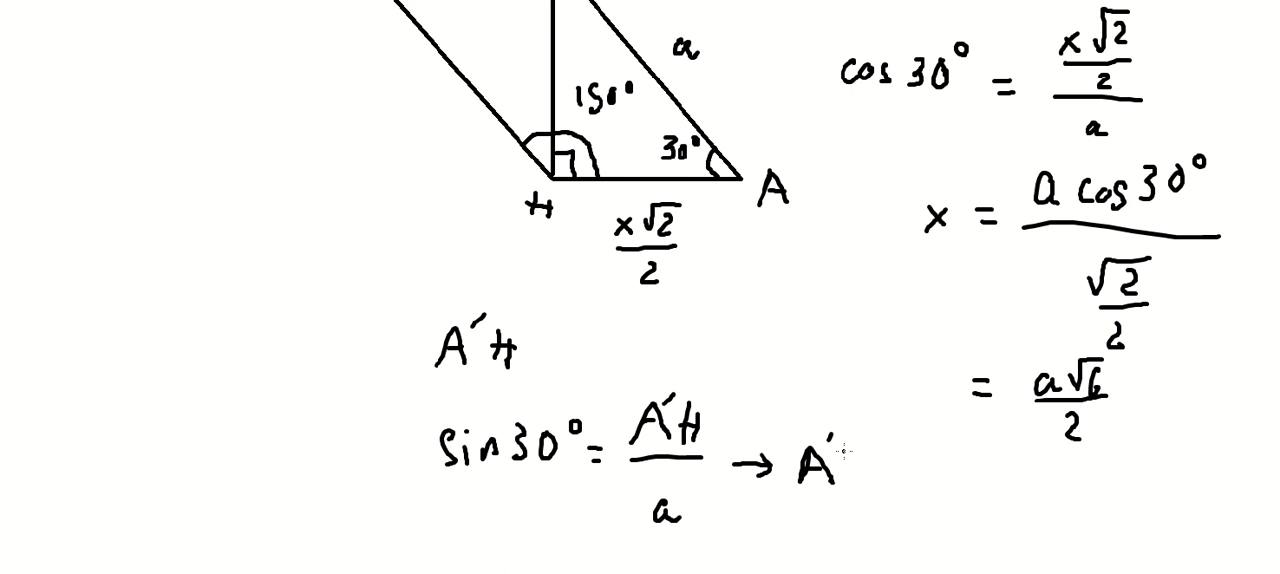 a
150°
30°
H
A
x√2/2
cos 30° = (x√2/2)/a
x = a cos 30°/(√2/2)
= a√6/2
A'H
sin 30° = A'H/a → A'